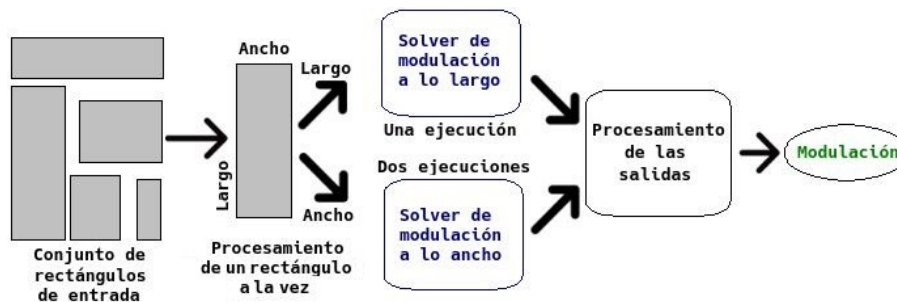 Conjunto de
rectángulos
de entrada
Ancho
Largo
Procesamiento
de un rectángulo
a la vez
Largo
Ancho
Solver de
modulación
a lo largo
Una ejecución
Dos ejecuciones
Solver de
modulación
a lo ancho
Procesamiento
de las
salidas
Modulación